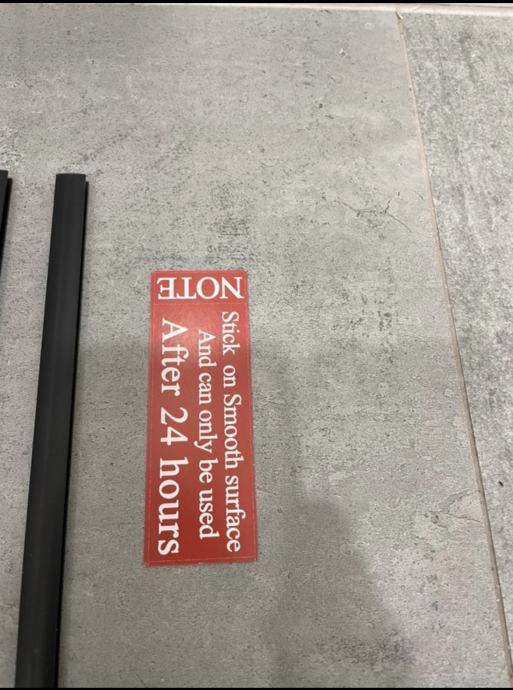 NOTE
Stick on Smooth surface
And can only be used
After 24 hours